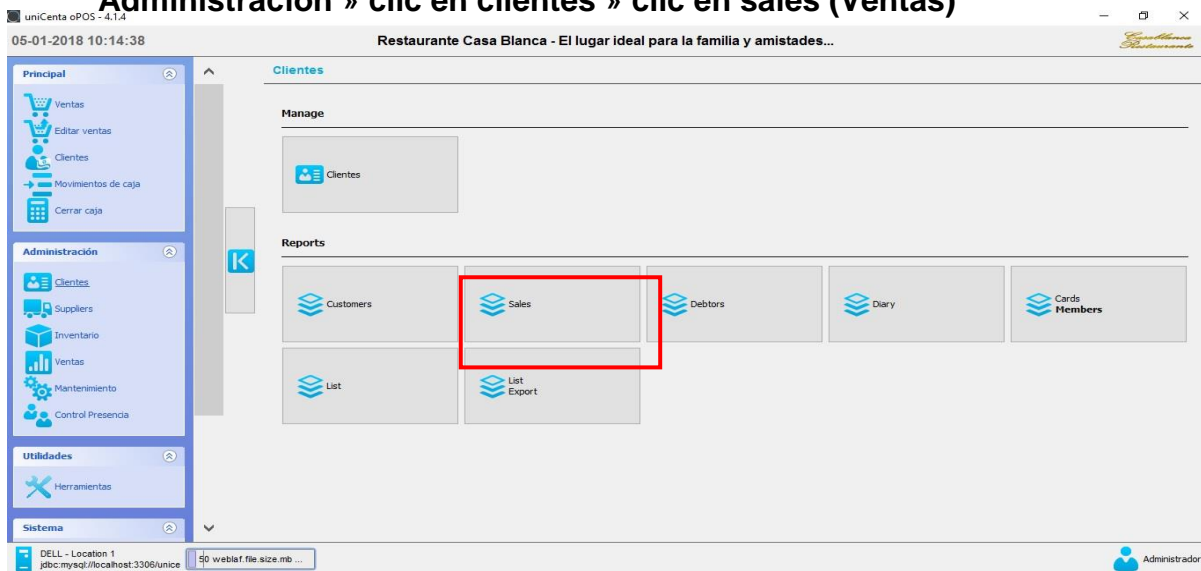 Administración » clic en clientes » clic en sales (Ventas)
uniCenta oPOS - 4.1.4
05-01-2018 10:14:38
Restaurante Casa Blanca - El lugar ideal para la familia y amistades...
Casablanca
Restaurante
Principal
Ventas
Editar ventas
Clientes
Movimientos de caja
Cerrar caja
Administración
Clientes
Suppliers
Inventario
Ventas
Mantenimiento
Control Presencia
Utilidades
Herramientas
Sistema
Clientes
Manage
Clientes
Reports
Customers
Sales
Debtors
Diary
Cards
Members
List
List
Export
DELL - Location 1
jdbc:mysql://localhost:3306/unice
50 weblaf.file.size.mb ...
Administrador